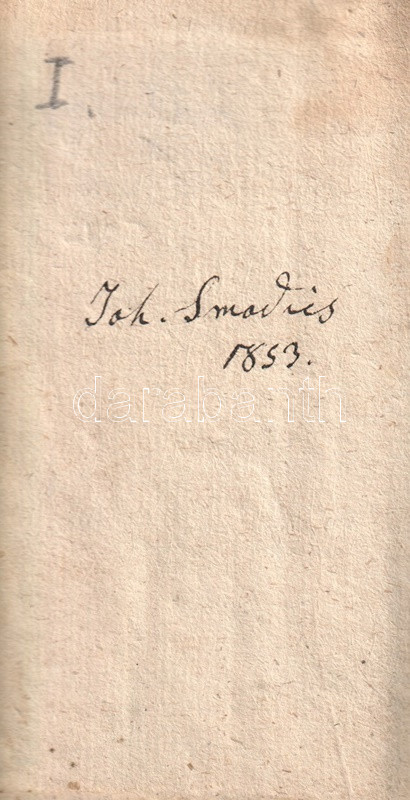 I.
Joh. Smodics
1853.
darabanth